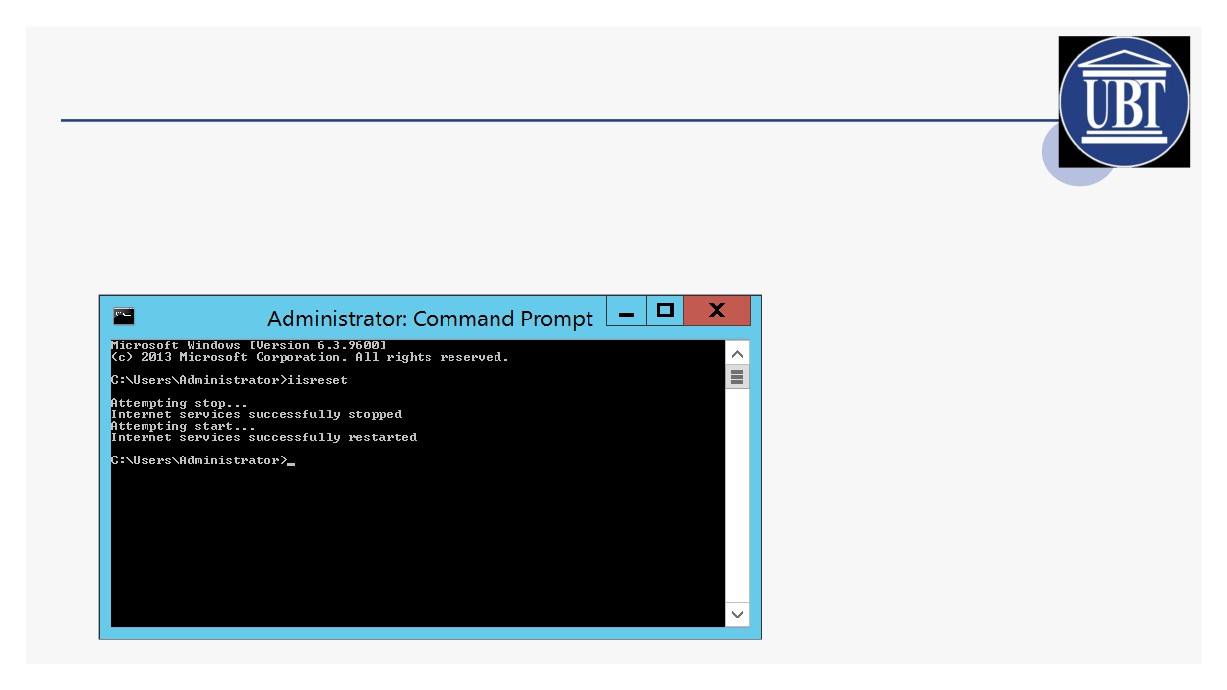 UBT
Administrator: Command Prompt
Microsoft Windows [Version 6.3.9600]
(c) 2013 Microsoft Corporation. All rights reserved.
C:\Users\Administrator>iisreset
Attempting stop...
Internet services successfully stopped
Attempting start...
Internet services successfully restarted
C:\Users\Administrator>_